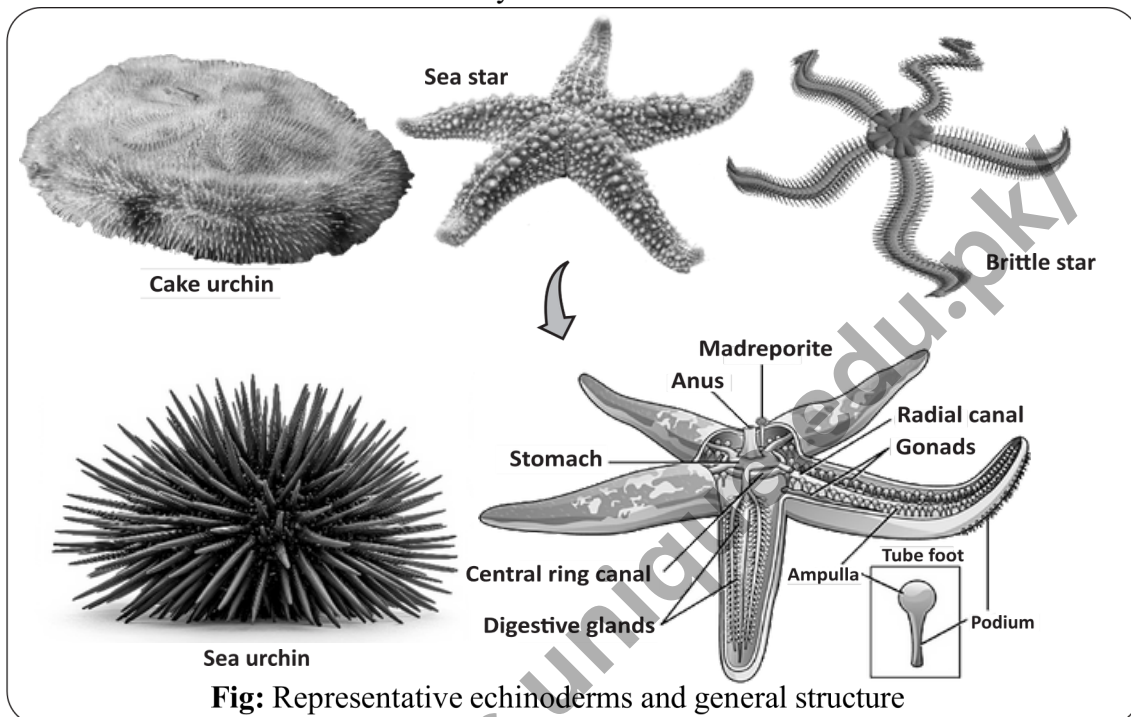 Sea star
Cake urchin
Brittle star
Madreporite
Anus
Radial canal
Gonads
Stomach
Tube foot
Central ring canal
Ampulla
Podium
Digestive glands
Sea urchin
Fig: Representative echinoderms and general structure